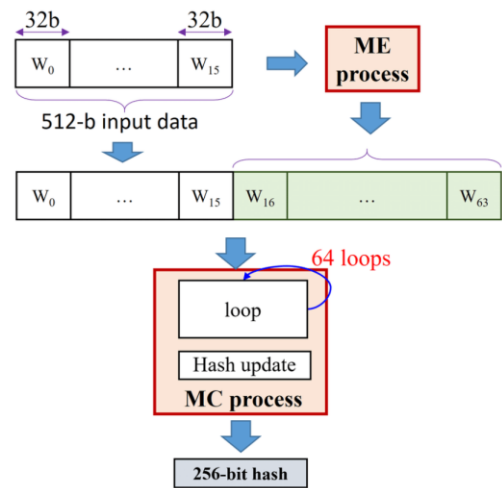 32b 32b
W₀ … W₁₅
ME
process
512-b input data
W₀ … W₁₅ W₁₆ … W₆₃
64 loops
loop
Hash update
MC process
256-bit hash